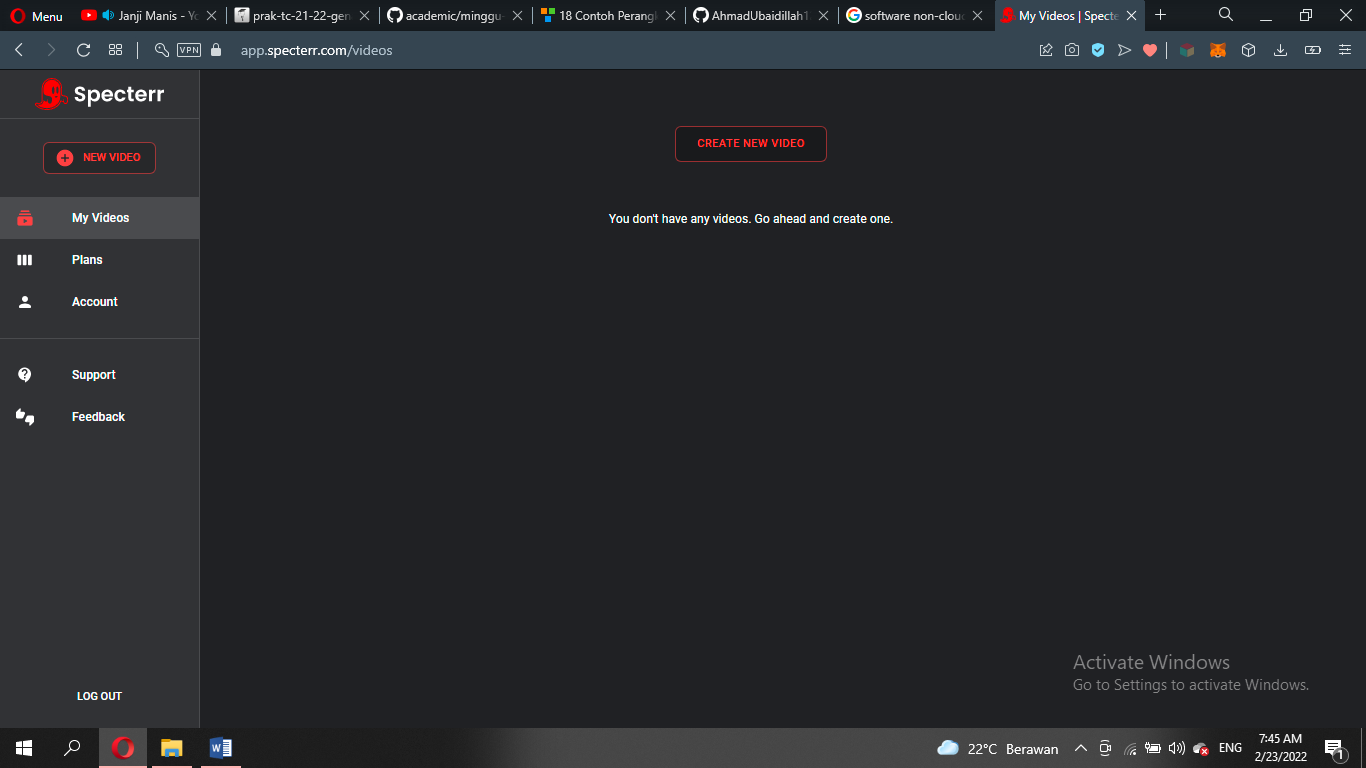 Menu
Janji Manis - Yo
prak-tc-21-22-gen
academic/minggu-
18 Contoh Perangk
AhmadUbaidillah1
software non-clou
My Videos | Specte
VPN
app.specterr.com/videos
Specterr
NEW VIDEO
My Videos
Plans
Account
Support
Feedback
LOG OUT
CREATE NEW VIDEO
You don't have any videos. Go ahead and create one.
Activate Windows
Go to Settings to activate Windows.
22°C Berawan
ENG
7:45 AM
2/23/2022
1